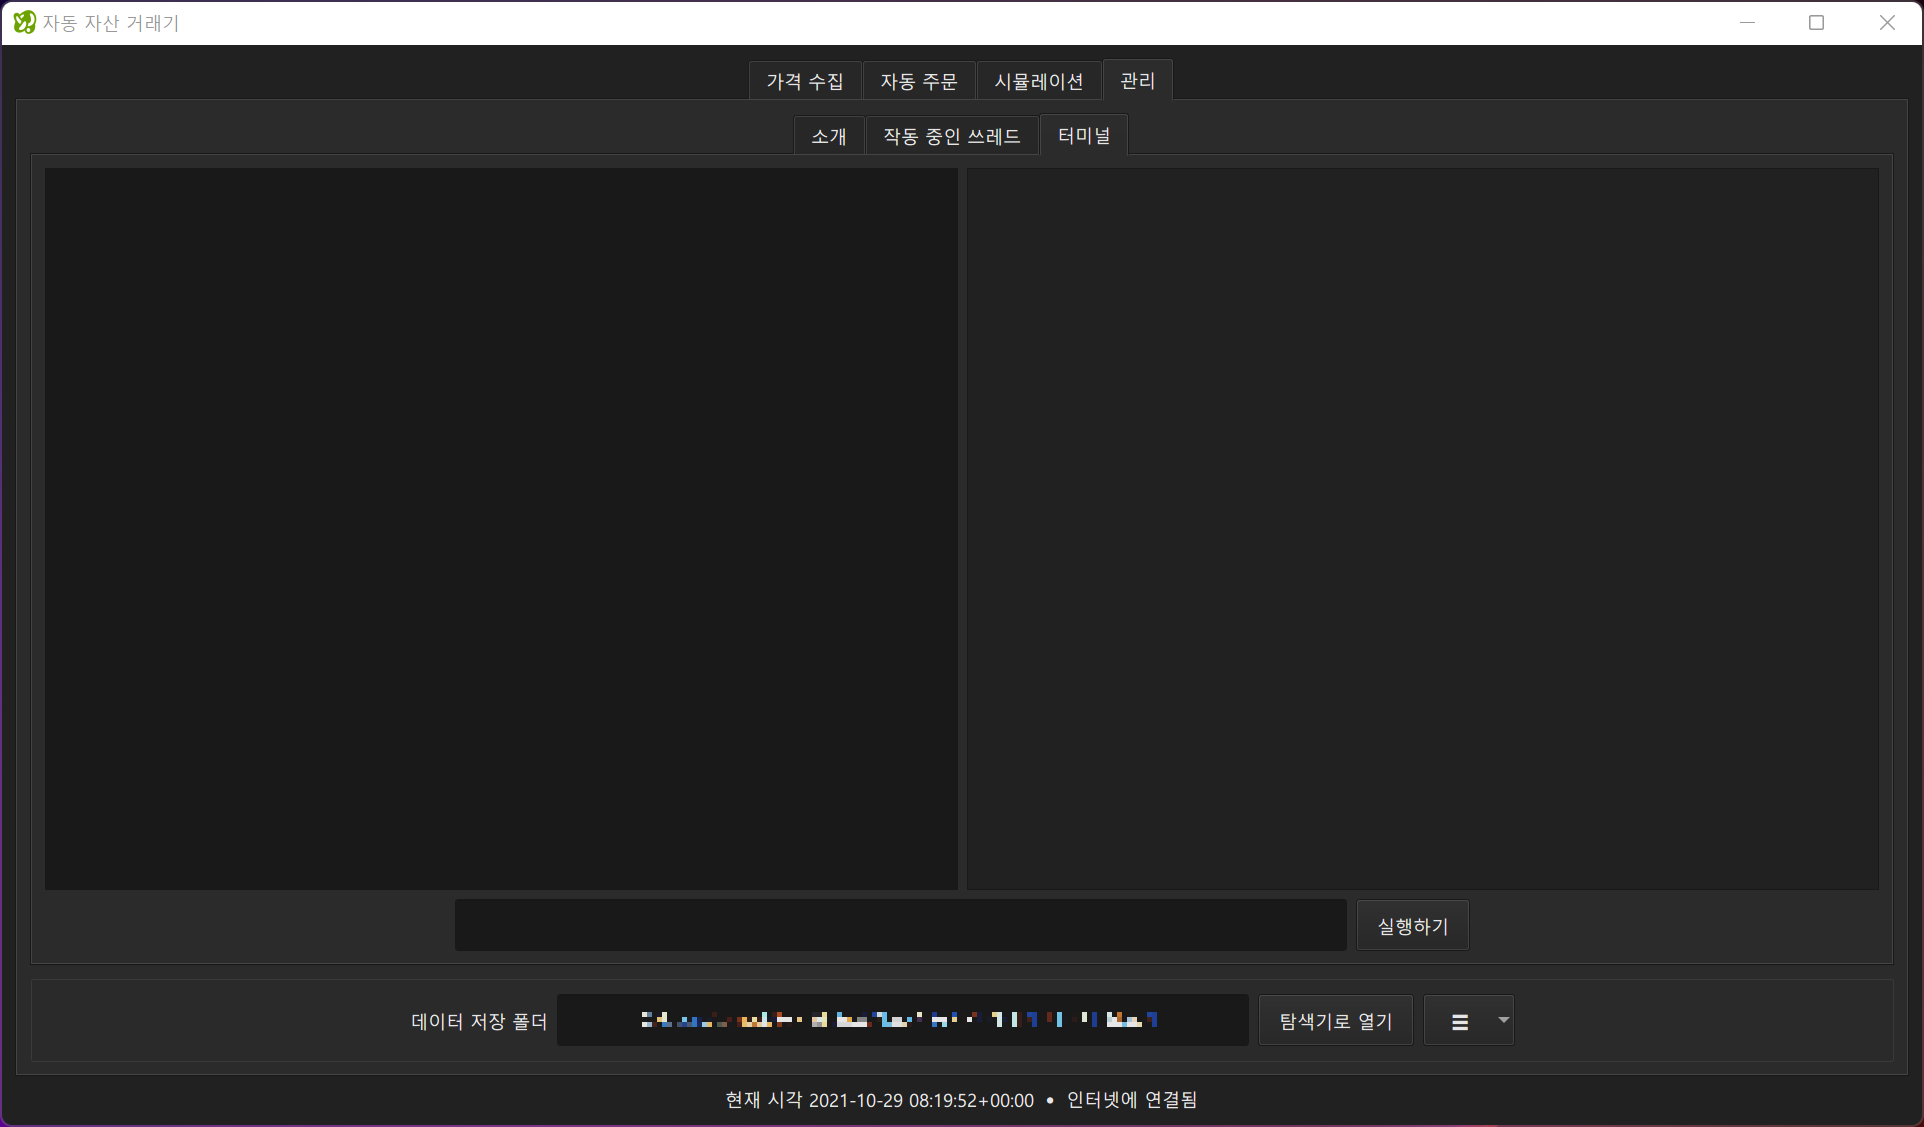 자동 자산 거래기
가격 수집 자동 주문 시뮬레이션 관리
소개 작동 중인 쓰레드 터미널
실행하기
데이터 저장 폴더 탐색기로 열기
현재 시각 2021-10-29 08:19:52+00:00 • 인터넷에 연결됨